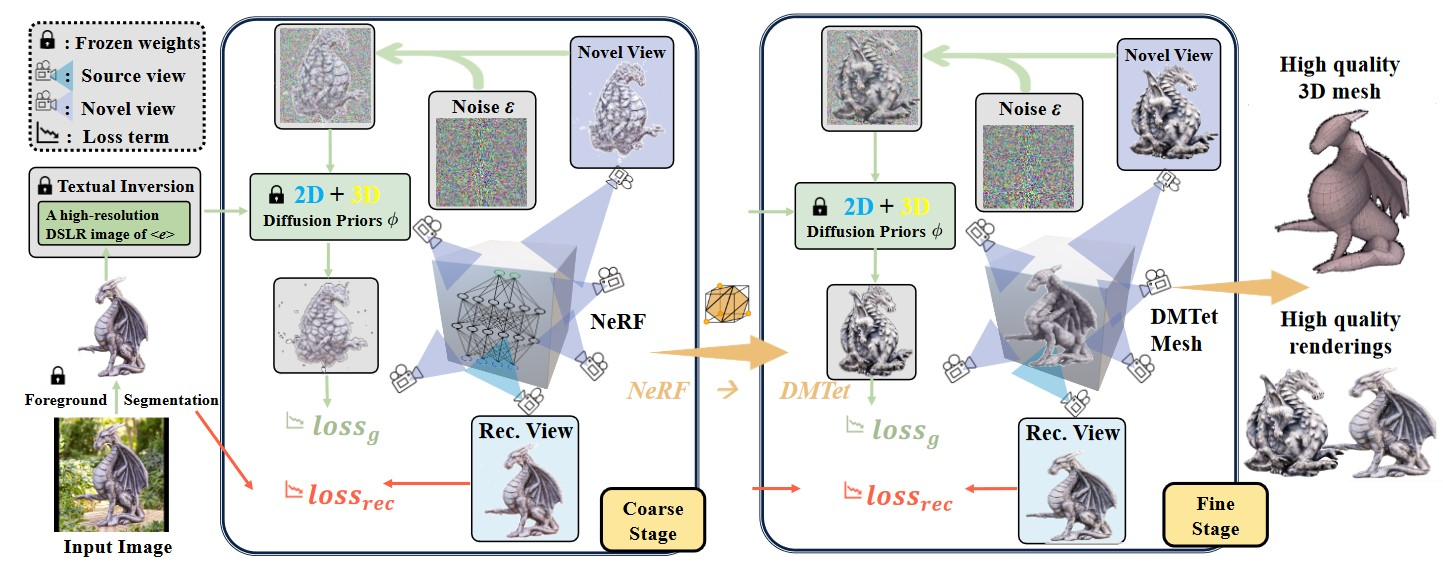 : Frozen weights
: Source view
: Novel view
: Loss term
Textual Inversion
A high-resolution
DSLR image of <e>
Foreground Segmentation
Input Image
Novel View
Noise ε
2D + 3D
Diffusion Priors ϕ
NeRF
loss_g
Rec. View
loss_rec
Coarse
Stage
NeRF → DMTet
Novel View
Noise ε
2D + 3D
Diffusion Priors ϕ
DMTet
Mesh
loss_g
Rec. View
loss_rec
Fine
Stage
High quality
3D mesh
High quality
renderings